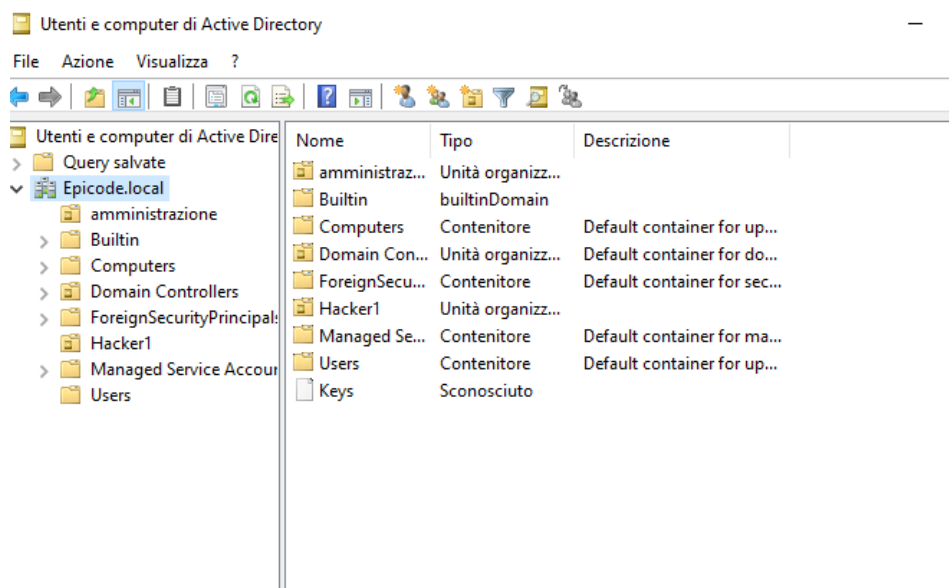 Utenti e computer di Active Directory
File Azione Visualizza ?
Utenti e computer di Active Dire
Query salvate
Epicode.local
amministrazione
Builtin
Computers
Domain Controllers
ForeignSecurityPrincipals
Hacker1
Managed Service Accour
Users
Nome Tipo Descrizione
amministraz... Unità organizz...
Builtin builtinDomain
Computers Contenitore Default container for up...
Domain Con... Unità organizz... Default container for do...
ForeignSecu... Contenitore Default container for sec...
Hacker1 Unità organizz...
Managed Se... Contenitore Default container for ma...
Users Contenitore Default container for up...
Keys Sconosciuto